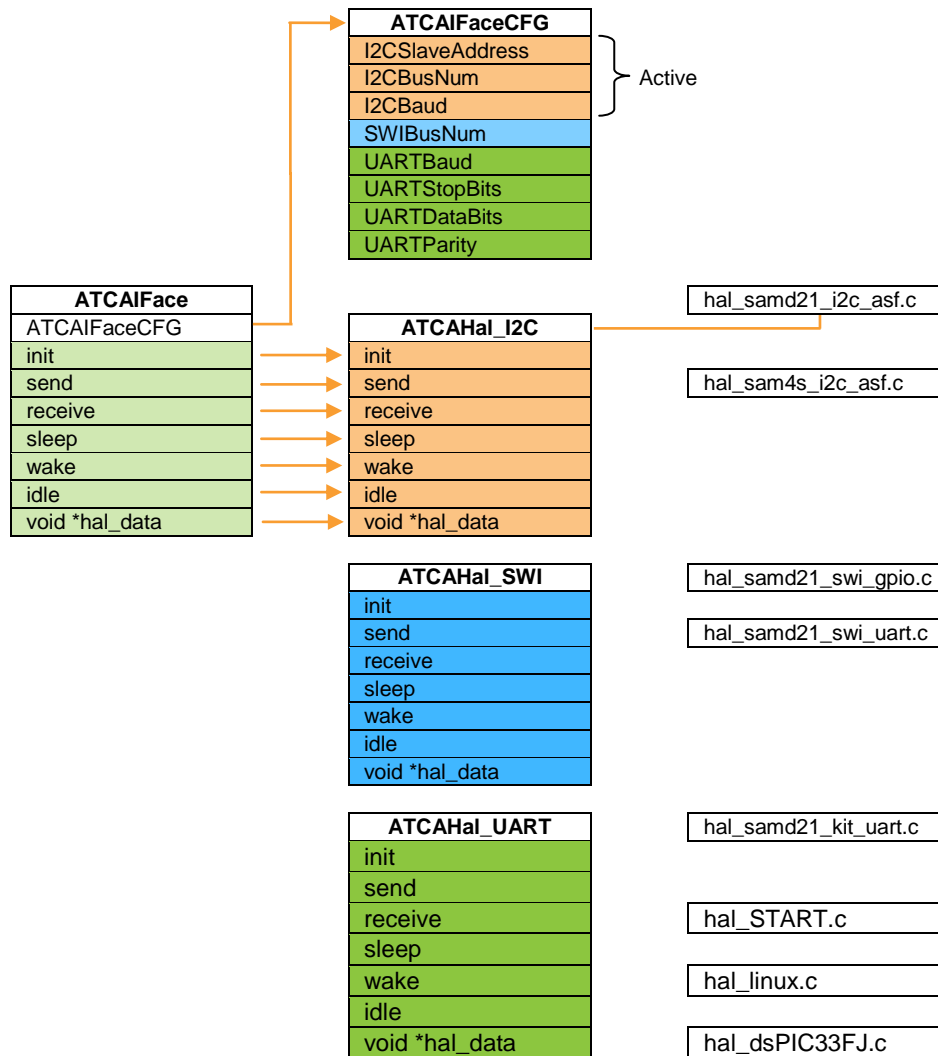 ATCAIFaceCFG
I2CSlaveAddress
I2CBusNum
I2CBaud
Active
SWIBusNum
UARTBaud
UARTStopBits
UARTDataBits
UARTParity
ATCAIFace
ATCAIFaceCFG
init
send
receive
sleep
wake
idle
void *hal_data
ATCAHal_I2C
init
send
receive
sleep
wake
idle
void *hal_data
hal_samd21_i2c_asf.c
hal_sam4s_i2c_asf.c
ATCAHal_SWI
init
send
receive
sleep
wake
idle
void *hal_data
hal_samd21_swi_gpio.c
hal_samd21_swi_uart.c
ATCAHal_UART
init
send
receive
sleep
wake
idle
void *hal_data
hal_samd21_kit_uart.c
hal_START.c
hal_linux.c
hal_dsPIC33FJ.c